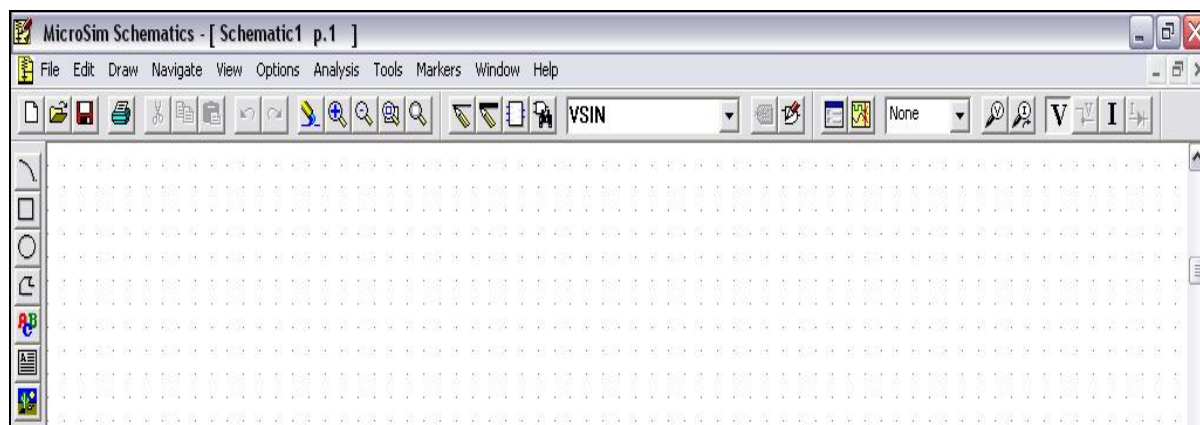 MicroSim Schematics - [ Schematic1 p.1 ]
File Edit Draw Navigate View Options Analysis Tools Markers Window Help
VSIN None V I